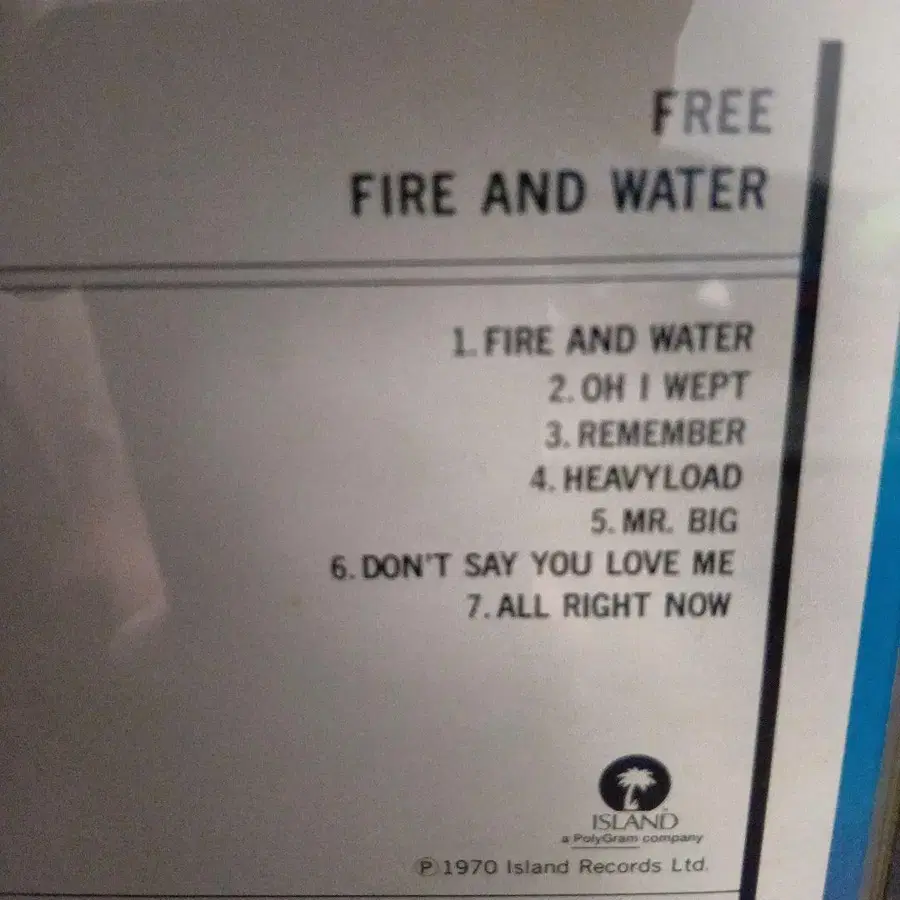 FREE
FIRE AND WATER
1. FIRE AND WATER
2. OH I WEPT
3. REMEMBER
4. HEAVYLOAD
5. MR. BIG
6. DON'T SAY YOU LOVE ME
7. ALL RIGHT NOW
ISLAND
a PolyGram company
Ⓟ1970 Island Records Ltd.